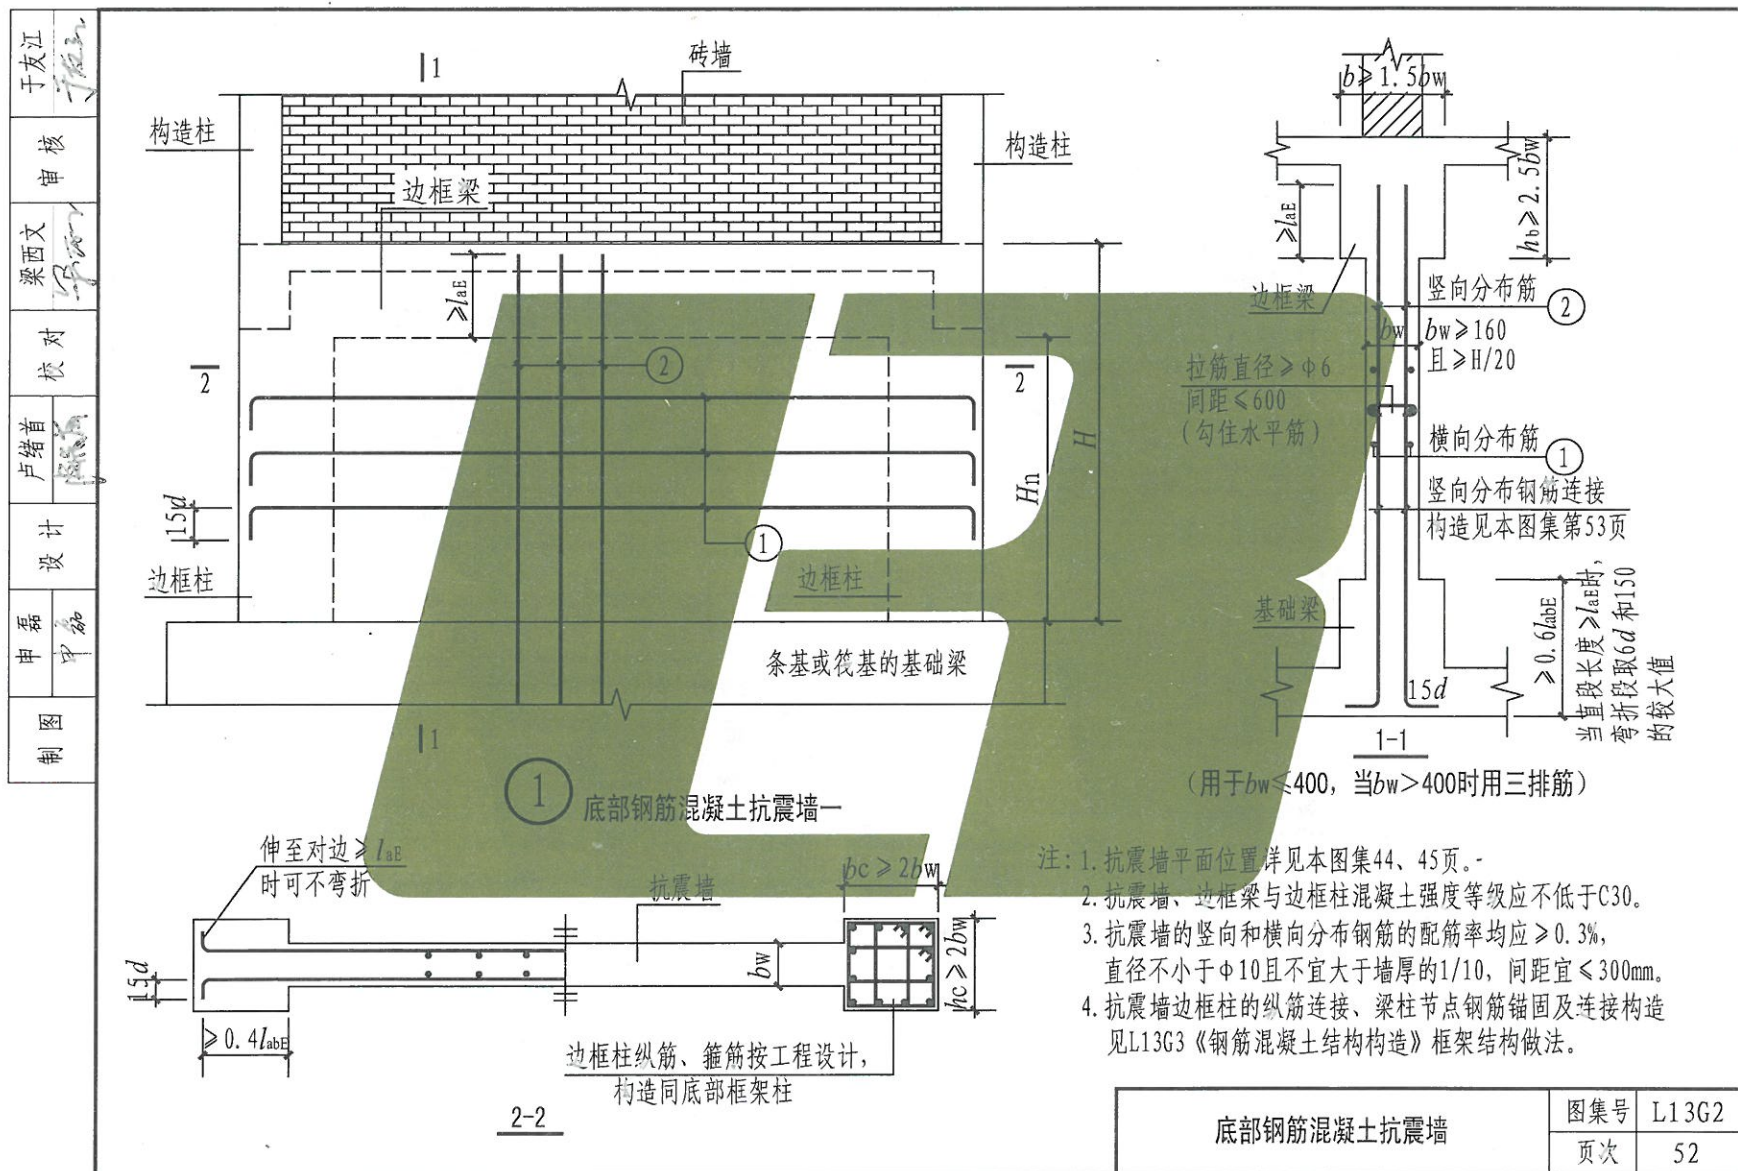 于友江
审核
梁西文
校对
卢绪首
设计
申磊
制图
1
砖墙
构造柱
构造柱
边框梁
≥laE
2
2
②
H
Hn
15d
①
边框柱
边框柱
条基或筏基的基础梁
1
① 底部钢筋混凝土抗震墙一
b≥1.5bw
hb≥2.5bw
≥laE
边框梁
竖向分布筋
②
bw
bw≥160
且≥H/20
拉筋直径≥Φ6
间距≤600
(勾住水平筋)
横向分布筋
①
竖向分布钢筋连接
构造见本图集第53页
基础梁
≥0.6labE
当直段长度≥laE时,
弯折段取6d和150
的较大值
15d
1-1
(用于bw≤400, 当bw>400时用三排筋)
伸至对边≥laE
时可不弯折
抗震墙
bc≥2bw
hc≥2bw
bw
15d
≥0.4labE
边框柱纵筋、箍筋按工程设计,
构造同底部框架柱
2-2
注: 1. 抗震墙平面位置详见本图集44、45页。
2. 抗震墙、边框梁与边框柱混凝土强度等级应不低于C30。
3. 抗震墙的竖向和横向分布钢筋的配筋率均应≥0.3%,
直径不小于Φ10且不宜大于墙厚的1/10, 间距宜≤300mm。
4. 抗震墙边框柱的纵筋连接、梁柱节点钢筋锚固及连接构造
见L13G3《钢筋混凝土结构构造》框架结构做法。
底部钢筋混凝土抗震墙
图集号 L13G2
页次 52